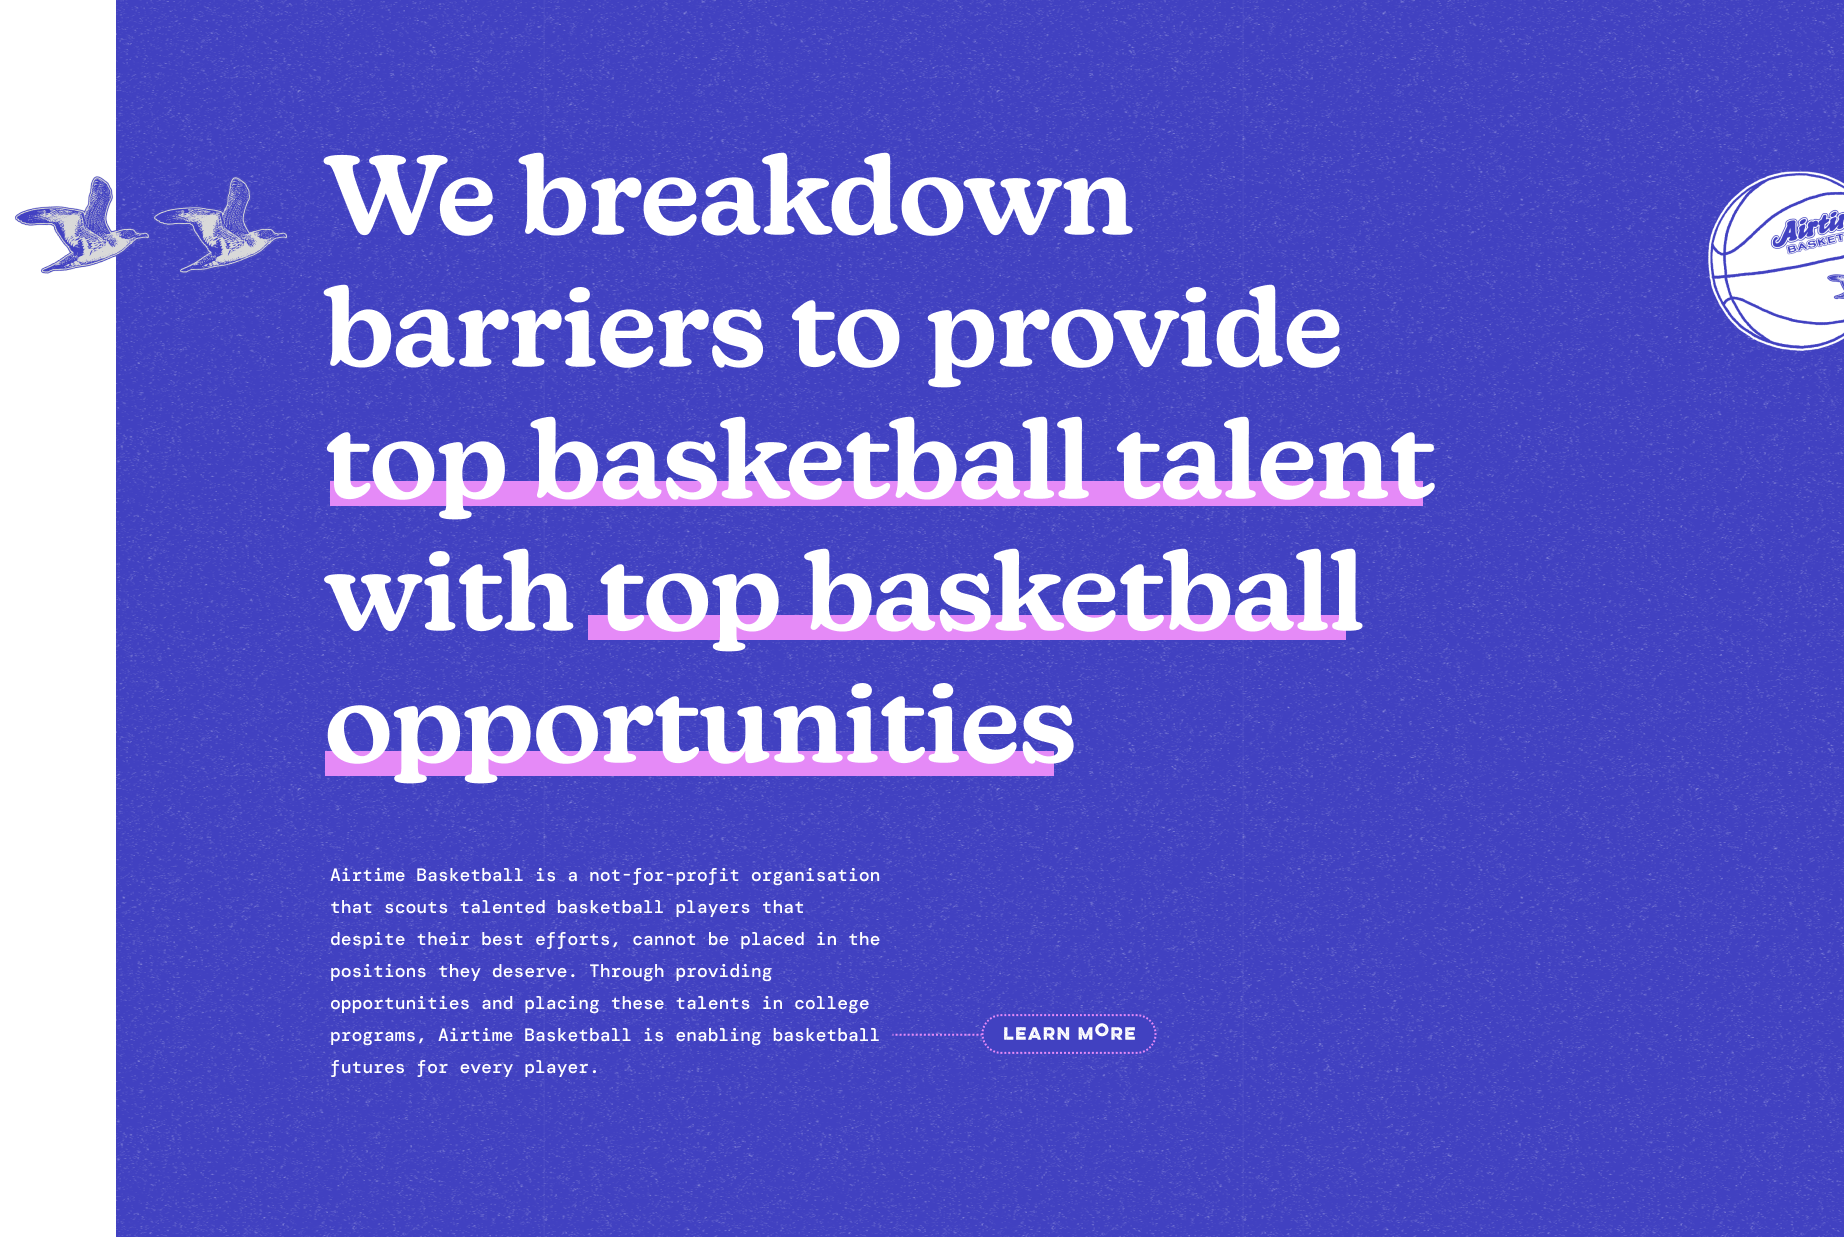 We breakdown
barriers to provide
top basketball talent
with top basketball
opportunities
Airtime Basketball is a not-for-profit organisation
that scouts talented basketball players that
despite their best efforts, cannot be placed in the
positions they deserve. Through providing
opportunities and placing these talents in college
programs, Airtime Basketball is enabling basketball
futures for every player.
LEARN MORE